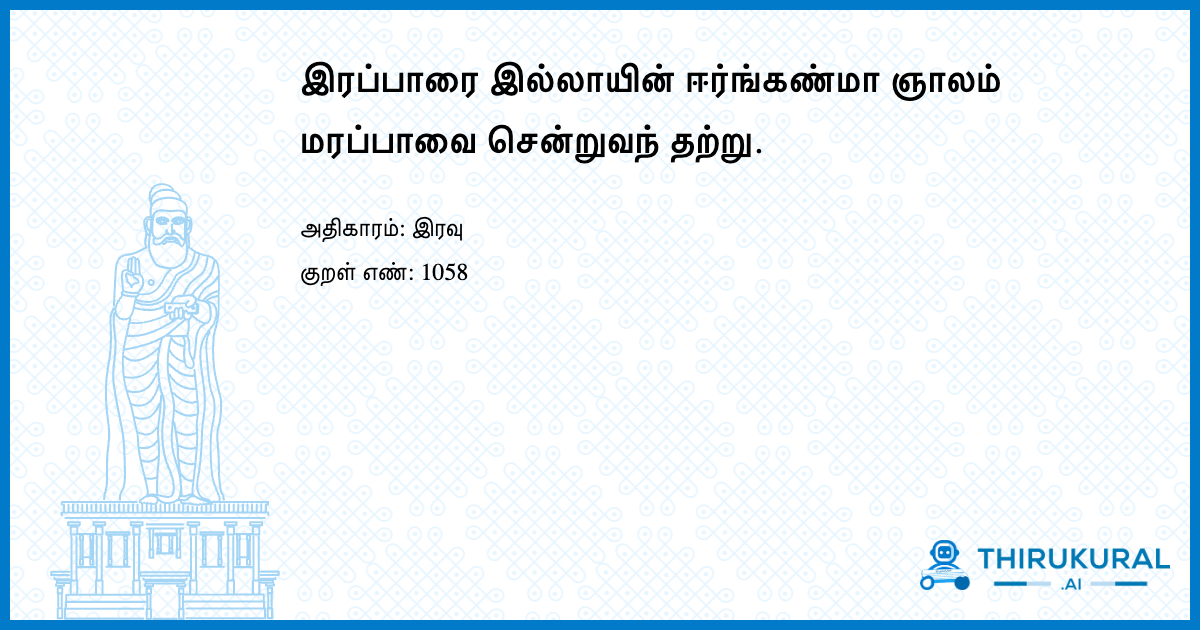 இரப்பாரை இல்லாயின் ஈர்ங்கண்மா ஞாலம்
மரப்பாவை சென்றுவந் தற்று.
அதிகாரம்: இரவு
குறள் எண்: 1058
THIRUKURAL
.AI